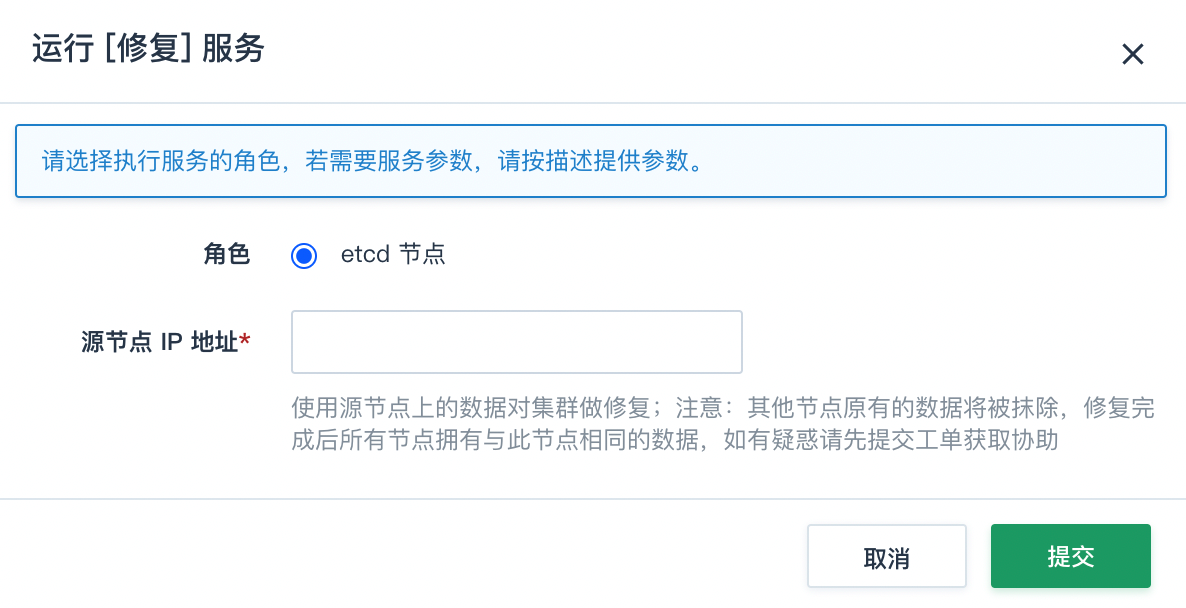 运行 [修复] 服务
请选择执行服务的角色，若需要服务参数，请按描述提供参数。
角色 etcd 节点
源节点 IP 地址*
使用源节点上的数据对集群做修复；注意：其他节点原有的数据将被抹除，修复完
成后所有节点拥有与此节点相同的数据，如有疑惑请先提交工单获取协助
取消 提交